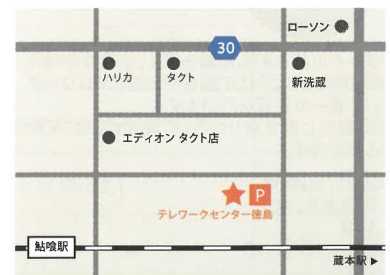 ローソン
30
ハリカ
タクト
新洗蔵
エディオン タクト店
P
テレワークセンター徳島
鮎喰駅
蔵本駅▶